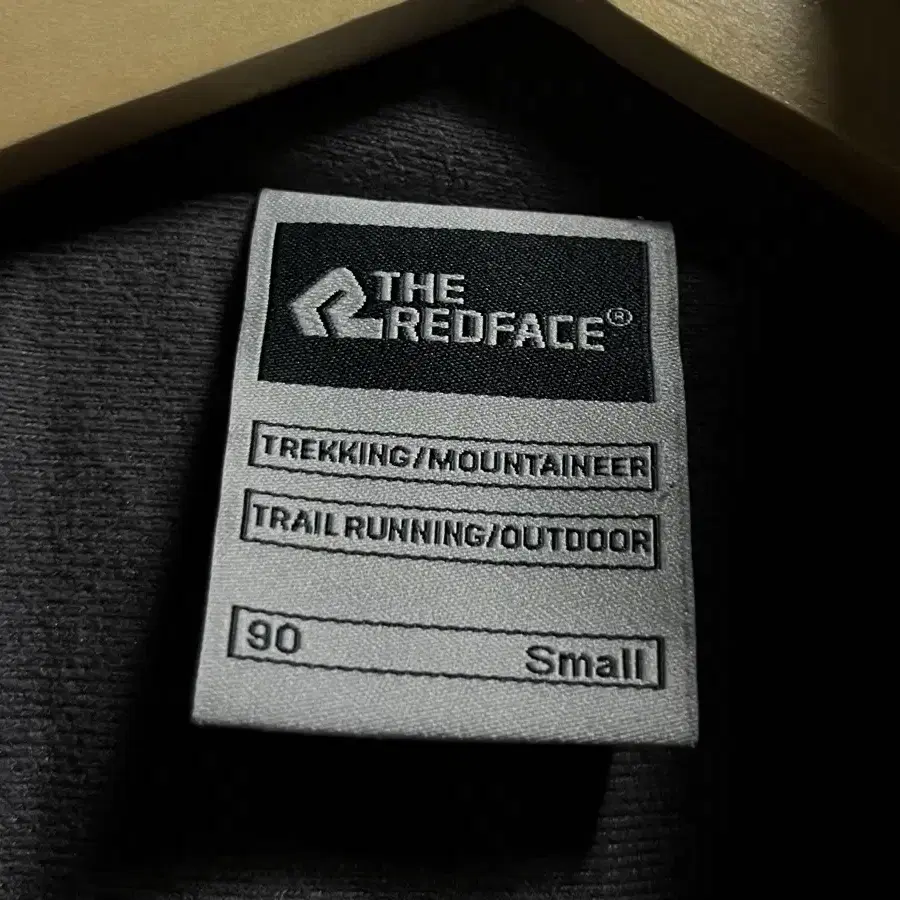 THE
REDFACE®
TREKKING/MOUNTAINEER
TRAIL RUNNING/OUTDOOR
90 Small